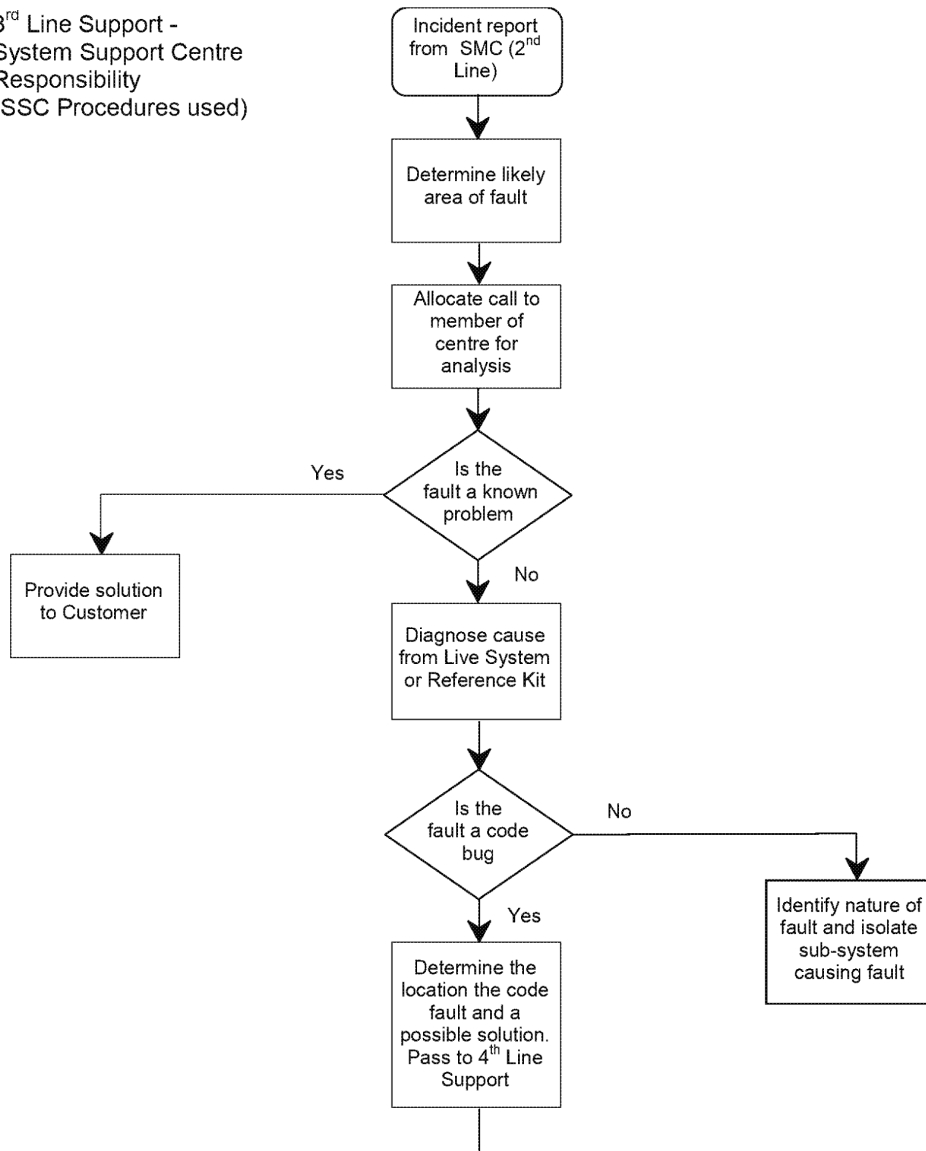 3rd Line Support -
System Support Centre
Responsibility
(SSC Procedures used)
Incident report
from SMC (2nd
Line)
Determine likely
area of fault
Allocate call to
member of
centre for
analysis
Is the
fault a known
problem
Yes
No
Provide solution
to Customer
Diagnose cause
from Live System
or Reference Kit
Is the
fault a code
bug
No
Yes
Identify nature of
fault and isolate
sub-system
causing fault
Determine the
location the code
fault and a
possible solution.
Pass to 4th Line
Support